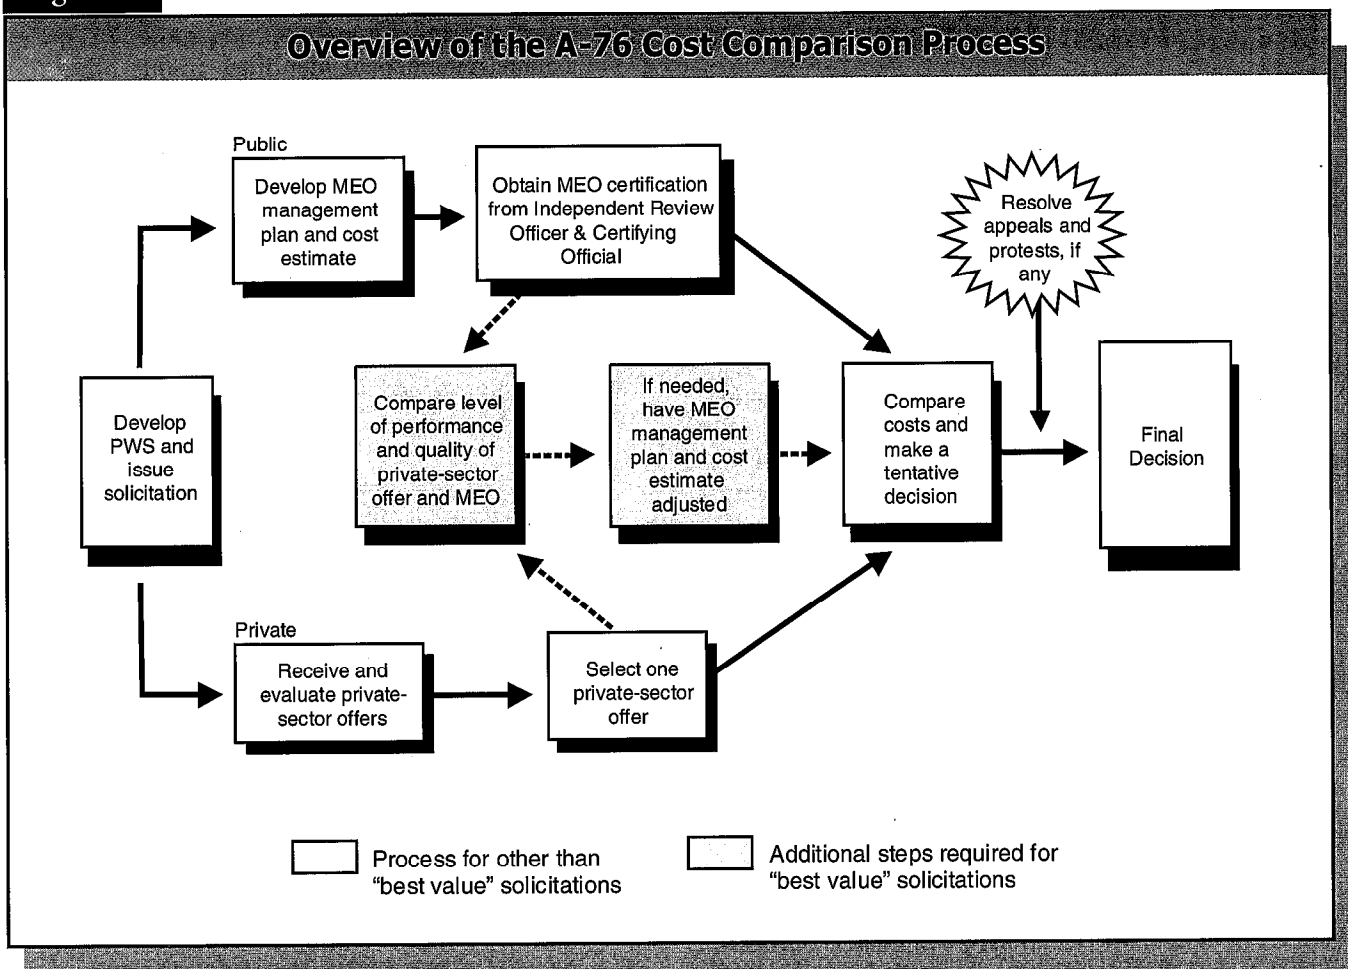 Overview of the A-76 Cost Comparison Process
Public
Develop MEO
management
plan and cost
estimate
Obtain MEO certification
from Independent Review
Officer & Certifying
Official
Resolve
appeals and
protests, if
any
Develop
PWS and
issue
solicitation
Compare level
of performance
and quality of
private-sector
offer and MEO
If needed,
have MEO
management
plan and cost
estimate
adjusted
Compare
costs and
make a
tentative
decision
Final
Decision
Private
Receive and
evaluate private-
sector offers
Select one
private-sector
offer
Process for other than
“best value” solicitations
Additional steps required for
“best value” solicitations